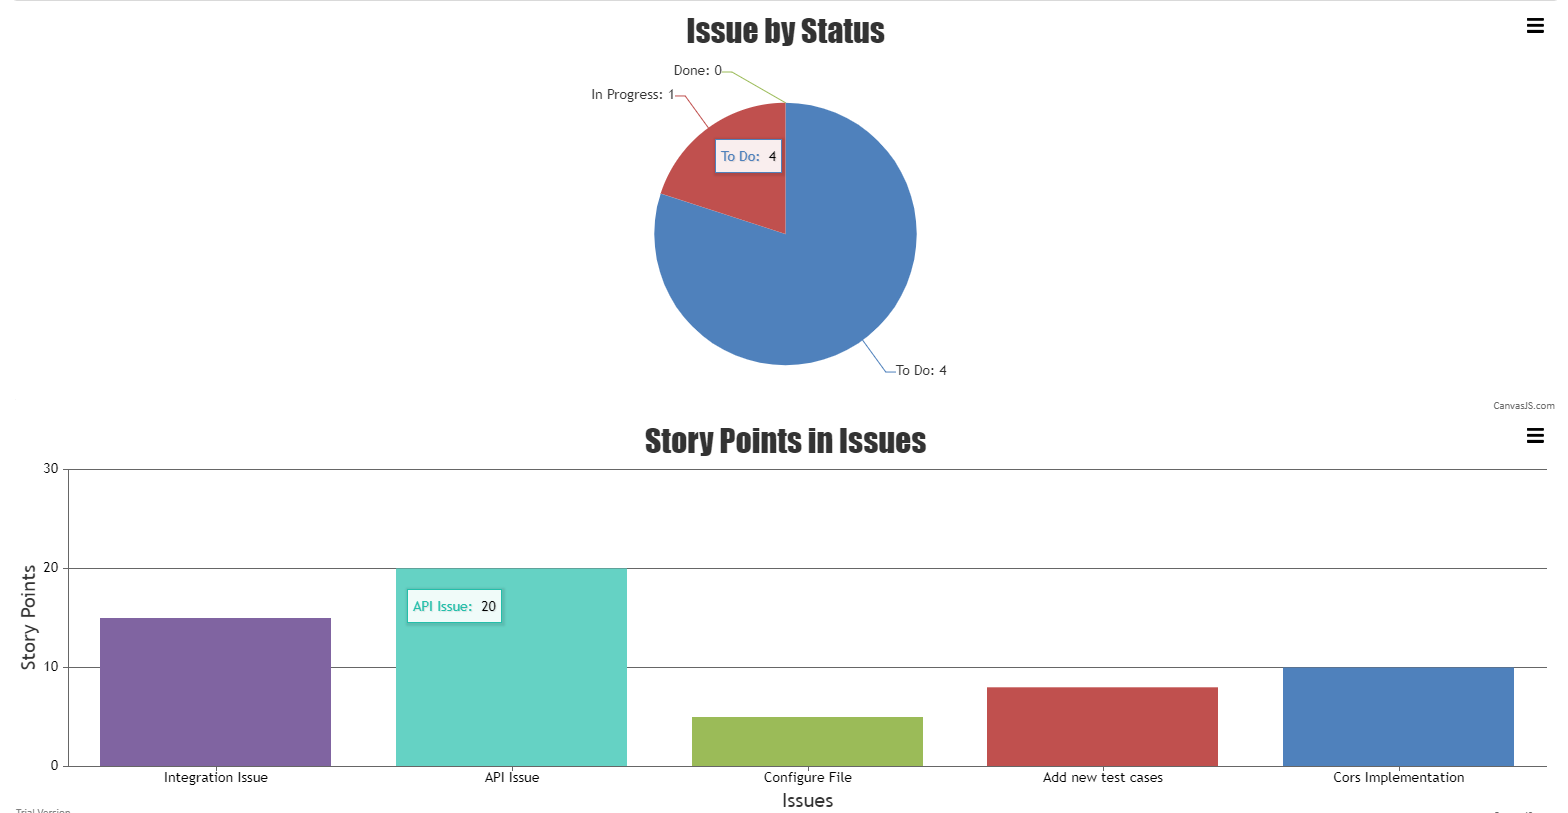 Issue by Status
Done: 0
In Progress: 1
To Do: 4
To Do: 4
CanvasJS.com
Story Points in Issues
30
20
10
0
Story Points
API Issue: 20
Integration Issue
API Issue
Configure File
Add new test cases
Cors Implementation
Issues
Trial Version